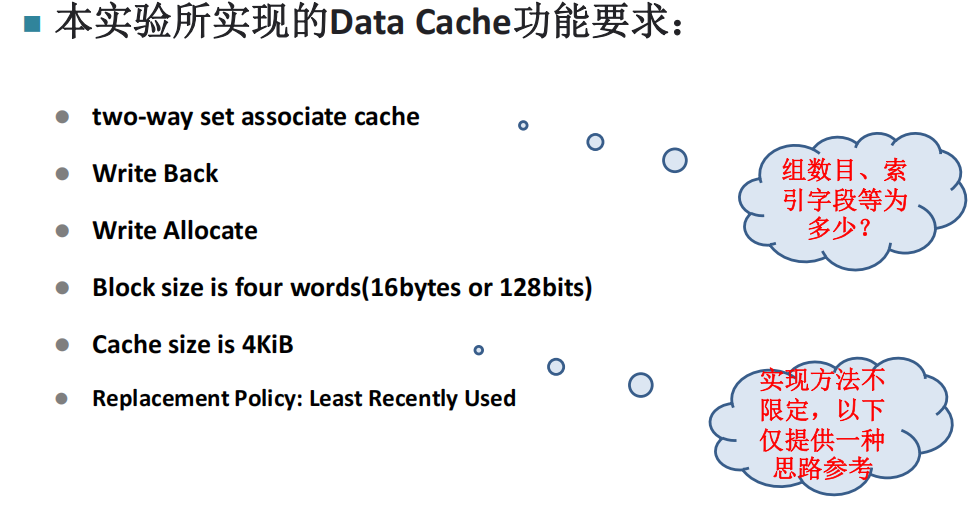 本实验所实现的Data Cache功能要求：
two-way set associate cache
Write Back
Write Allocate
Block size is four words(16bytes or 128bits)
Cache size is 4KiB
Replacement Policy: Least Recently Used
组数目、索
引字段等为
多少？
实现方法不
限定，以下
仅提供一种
思路参考